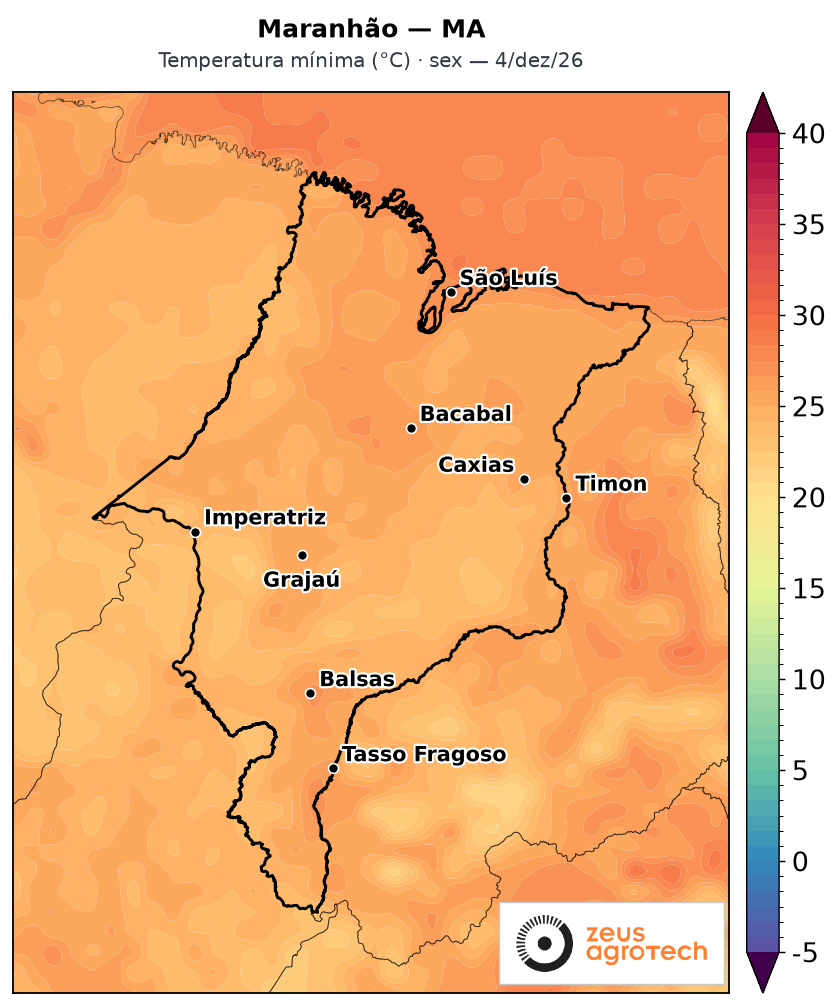 Maranhão — MA
Temperatura mínima (°C) · sex — 4/dez/26
40
35
30
25
20
15
10
5
0
-5
São Luís
Bacabal
Caxias
Timon
Imperatriz
Grajaú
Balsas
Tasso Fragoso
zeus
agrotech